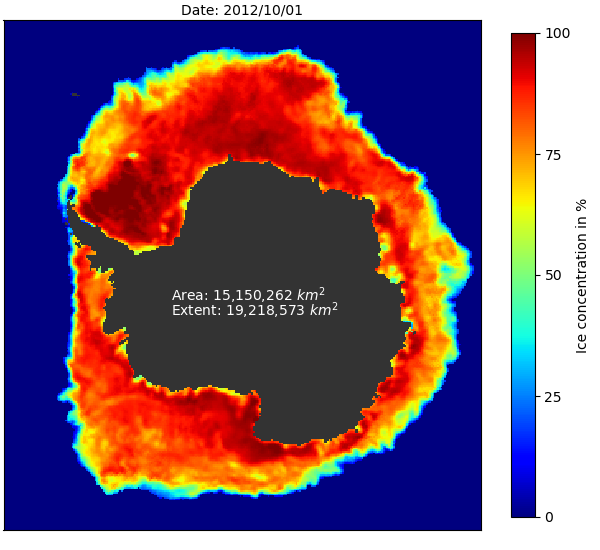 Date: 2012/10/01
100
75
50
25
0
Ice concentration in %
Area: 15,150,262 km²
Extent: 19,218,573 km²